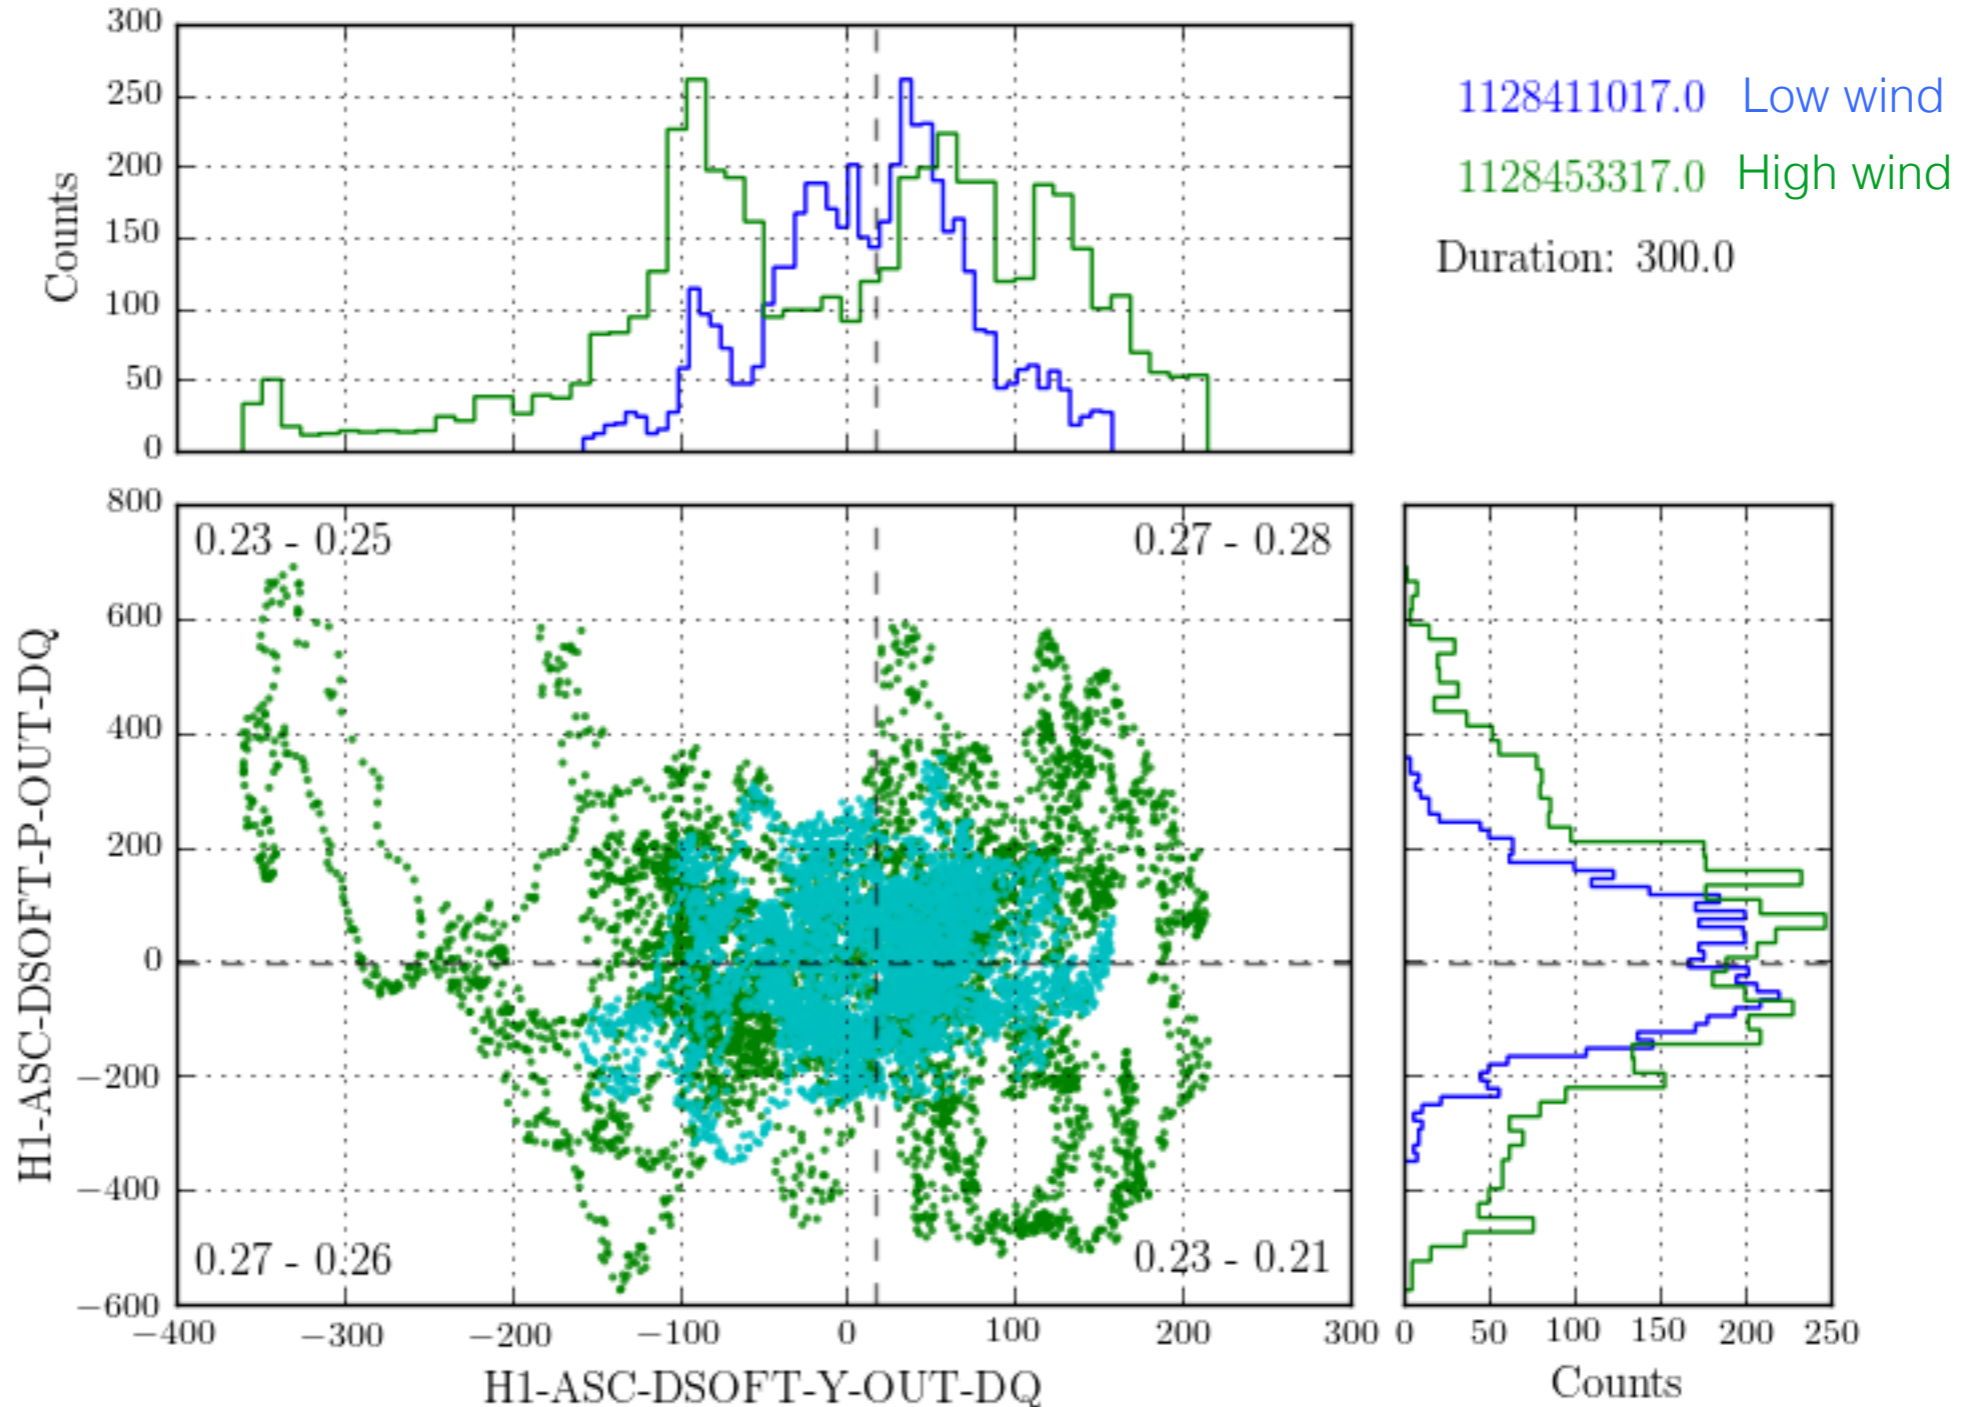 300
250
200
150
100
50
0
Counts
1128411017.0 Low wind
1128453317.0 High wind
Duration: 300.0
800
600
400
200
0
−200
−400
−600
H1-ASC-DSOFT-P-OUT-DQ
0.23 - 0.25
0.27 - 0.28
0.27 - 0.26
0.23 - 0.21
−400 −300 −200 −100 0 100 200 300
H1-ASC-DSOFT-Y-OUT-DQ
0 50 100 150 200 250
Counts